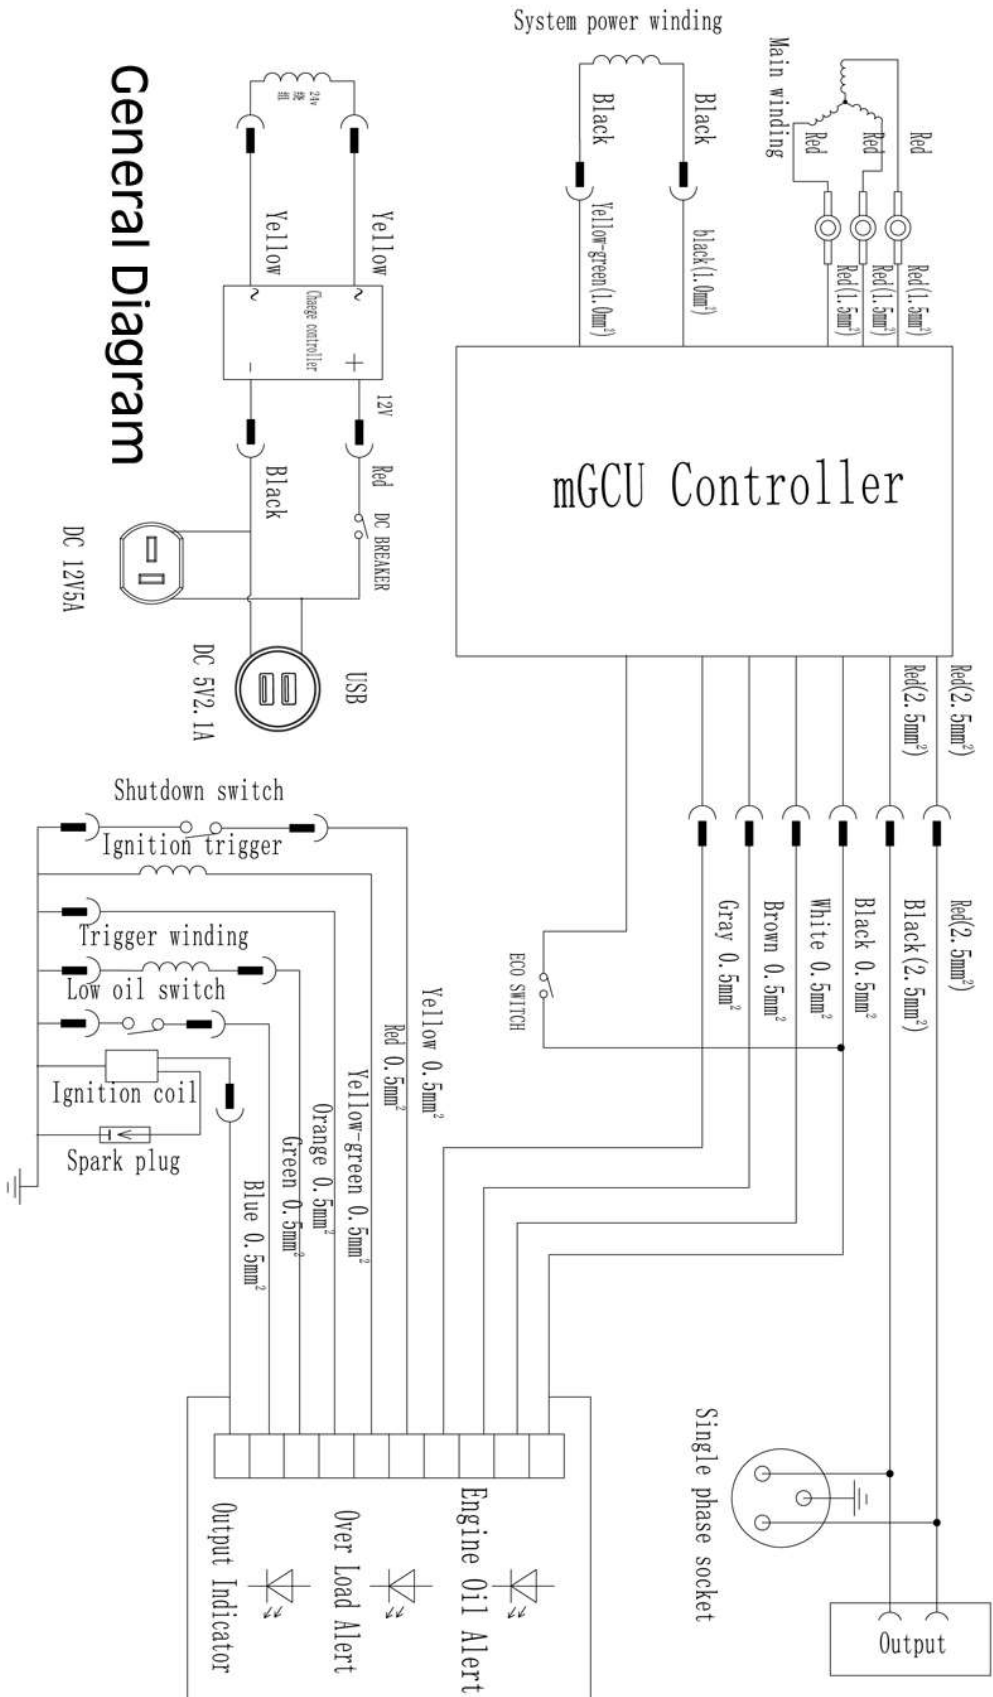 General Diagram
System power winding
Main winding
Black
Black
Red
Red
Red
Yellow-green(1.0mm²)
black(1.0mm²)
Red(1.5mm²)
Red(1.5mm²)
Red(1.5mm²)
24v
绕
组
Yellow
Yellow
~
~
Chaege controller
-
+
12V
Red
Black
DC BREAKER
DC 12V5A
USB
DC 5V2.1A
mGCU Controller
Red(2.5mm²)
Red(2.5mm²)
Red(2.5mm²)
Black(2.5mm²)
Black 0.5mm²
White 0.5mm²
Brown 0.5mm²
Gray 0.5mm²
ECO SWITCH
Shutdown switch
Ignition trigger
Trigger winding
Low oil switch
Ignition coil
Spark plug
Yellow 0.5mm²
Red 0.5mm²
Yellow-green 0.5mm²
Orange 0.5mm²
Green 0.5mm²
Blue 0.5mm²
Single phase socket
Output
Engine Oil Alert
Over Load Alert
Output Indicator